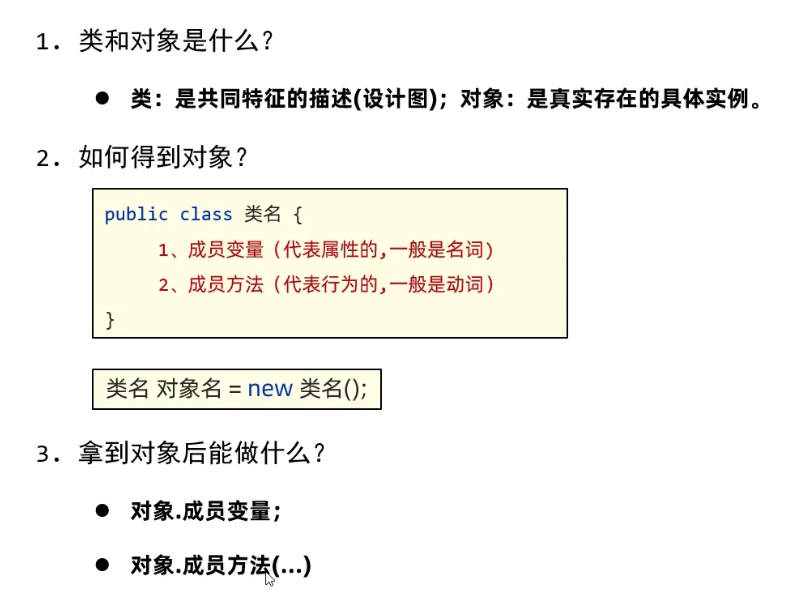 1. 类和对象是什么？
● 类：是共同特征的描述(设计图)；对象：是真实存在的具体实例。
2. 如何得到对象？
public class 类名 {
1、成员变量（代表属性的,一般是名词）
2、成员方法（代表行为的,一般是动词）
}
类名 对象名 = new 类名();
3. 拿到对象后能做什么？
● 对象.成员变量；
● 对象.成员方法(...)